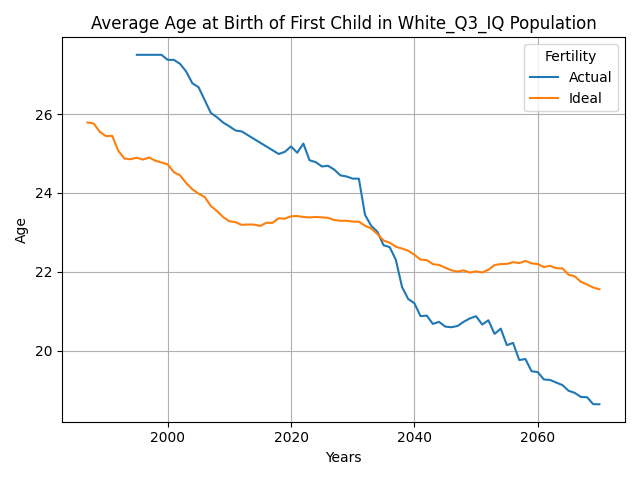 Average Age at Birth of First Child in White_Q3_IQ Population
Fertility
Actual
Ideal
26
24
22
20
Age
2000
2020
2040
2060
Years